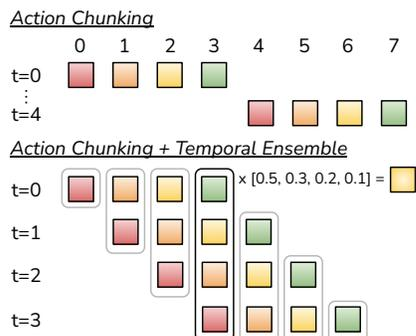 Action Chunking
0 1 2 3 4 5 6 7
t=0
⋮
t=4
Action Chunking + Temporal Ensemble
t=0 x [0.5, 0.3, 0.2, 0.1] =
t=1
t=2
t=3